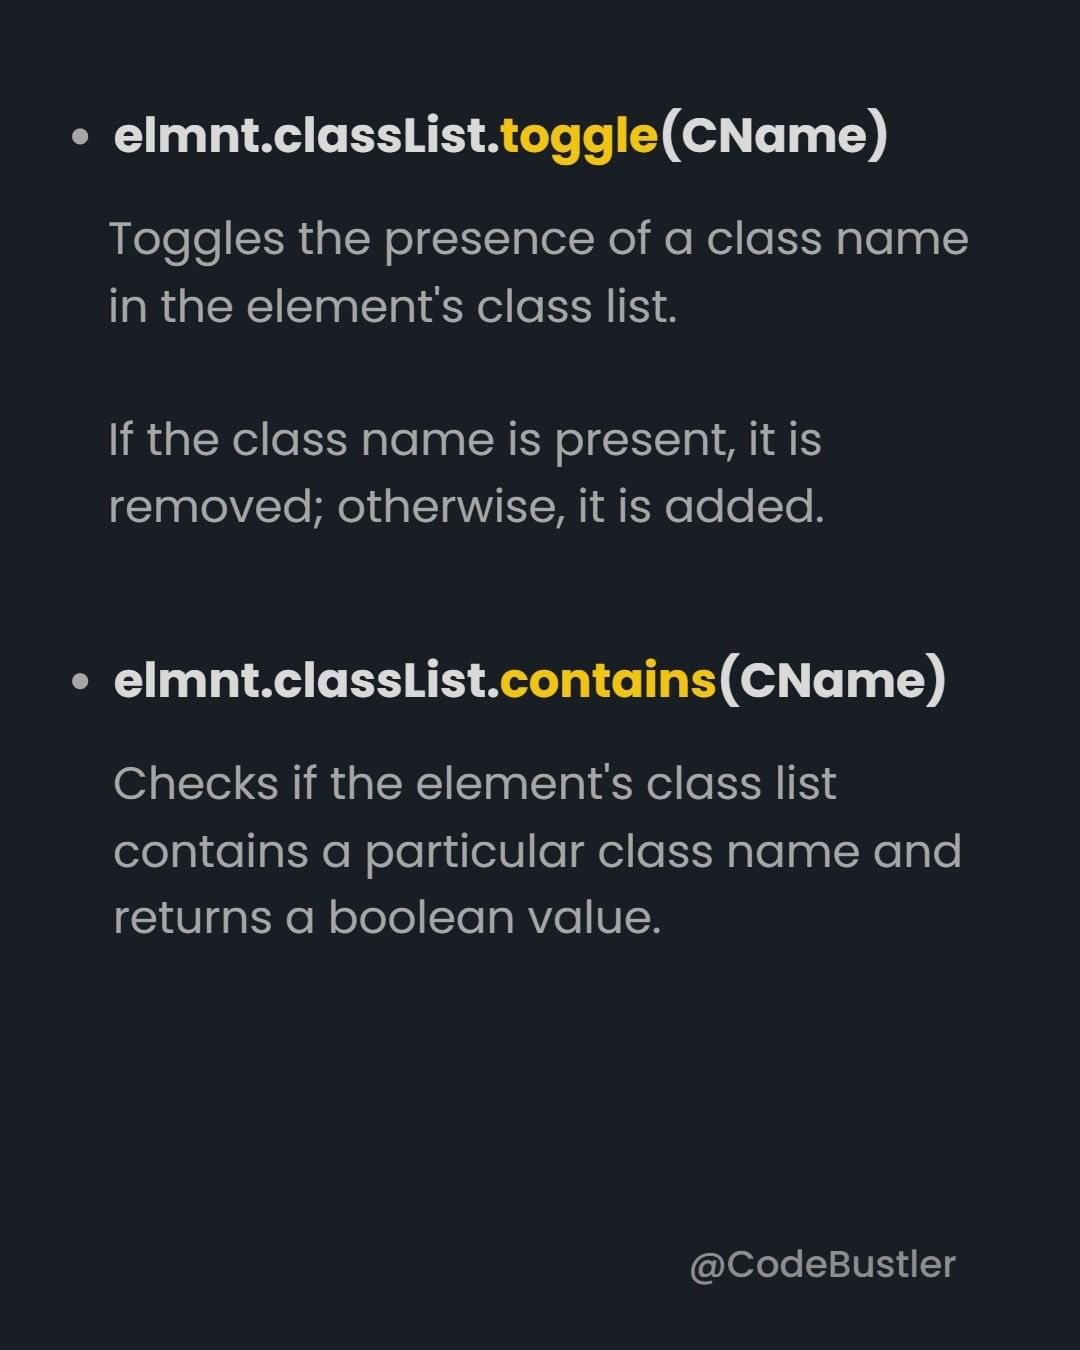 • elmnt.classList.toggle(CName)
Toggles the presence of a class name
in the element's class list.
If the class name is present, it is
removed; otherwise, it is added.
• elmnt.classList.contains(CName)
Checks if the element's class list
contains a particular class name and
returns a boolean value.
@CodeBustler